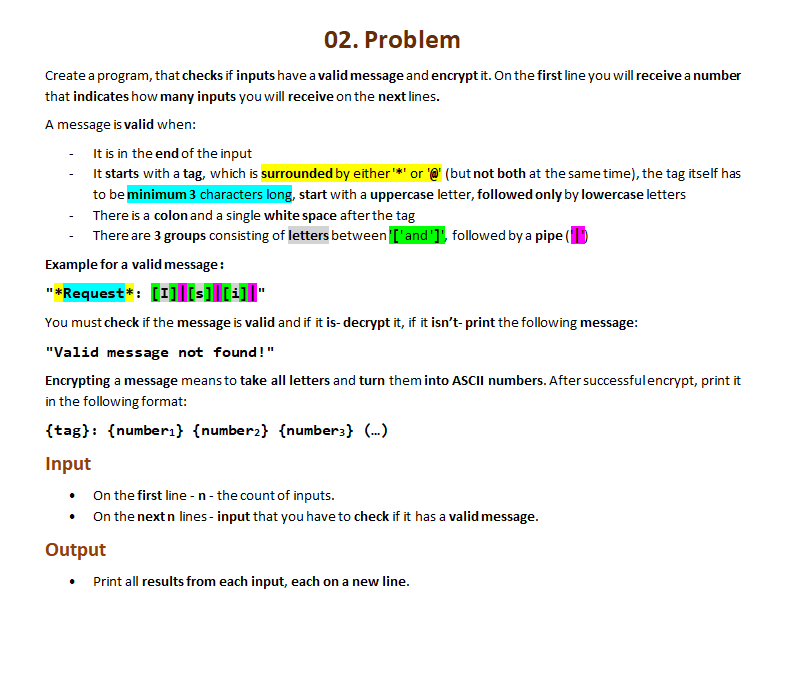 02. Problem
Create a program, that checks if inputs have a valid message and encrypt it. On the first line you will receive a number
that indicates how many inputs you will receive on the next lines.
A message is valid when:
- It is in the end of the input
- It starts with a tag, which is surrounded by either '*' or '@' (but not both at the same time), the tag itself has
to be minimum 3 characters long, start with a uppercase letter, followed only by lowercase letters
- There is a colon and a single white space after the tag
- There are 3 groups consisting of letters between '[' and ']', followed by a pipe ('|')
Example for a valid message:
"*Request*: [I]|[s]|[i]|"
You must check if the message is valid and if it is- decrypt it, if it isn’t- print the following message:
"Valid message not found!"
Encrypting a message means to take all letters and turn them into ASCII numbers. After successful encrypt, print it
in the following format:
{tag}: {number₁} {number₂} {number₃} (…)
Input
• On the first line - n - the count of inputs.
• On the next n lines - input that you have to check if it has a valid message.
Output
• Print all results from each input, each on a new line.